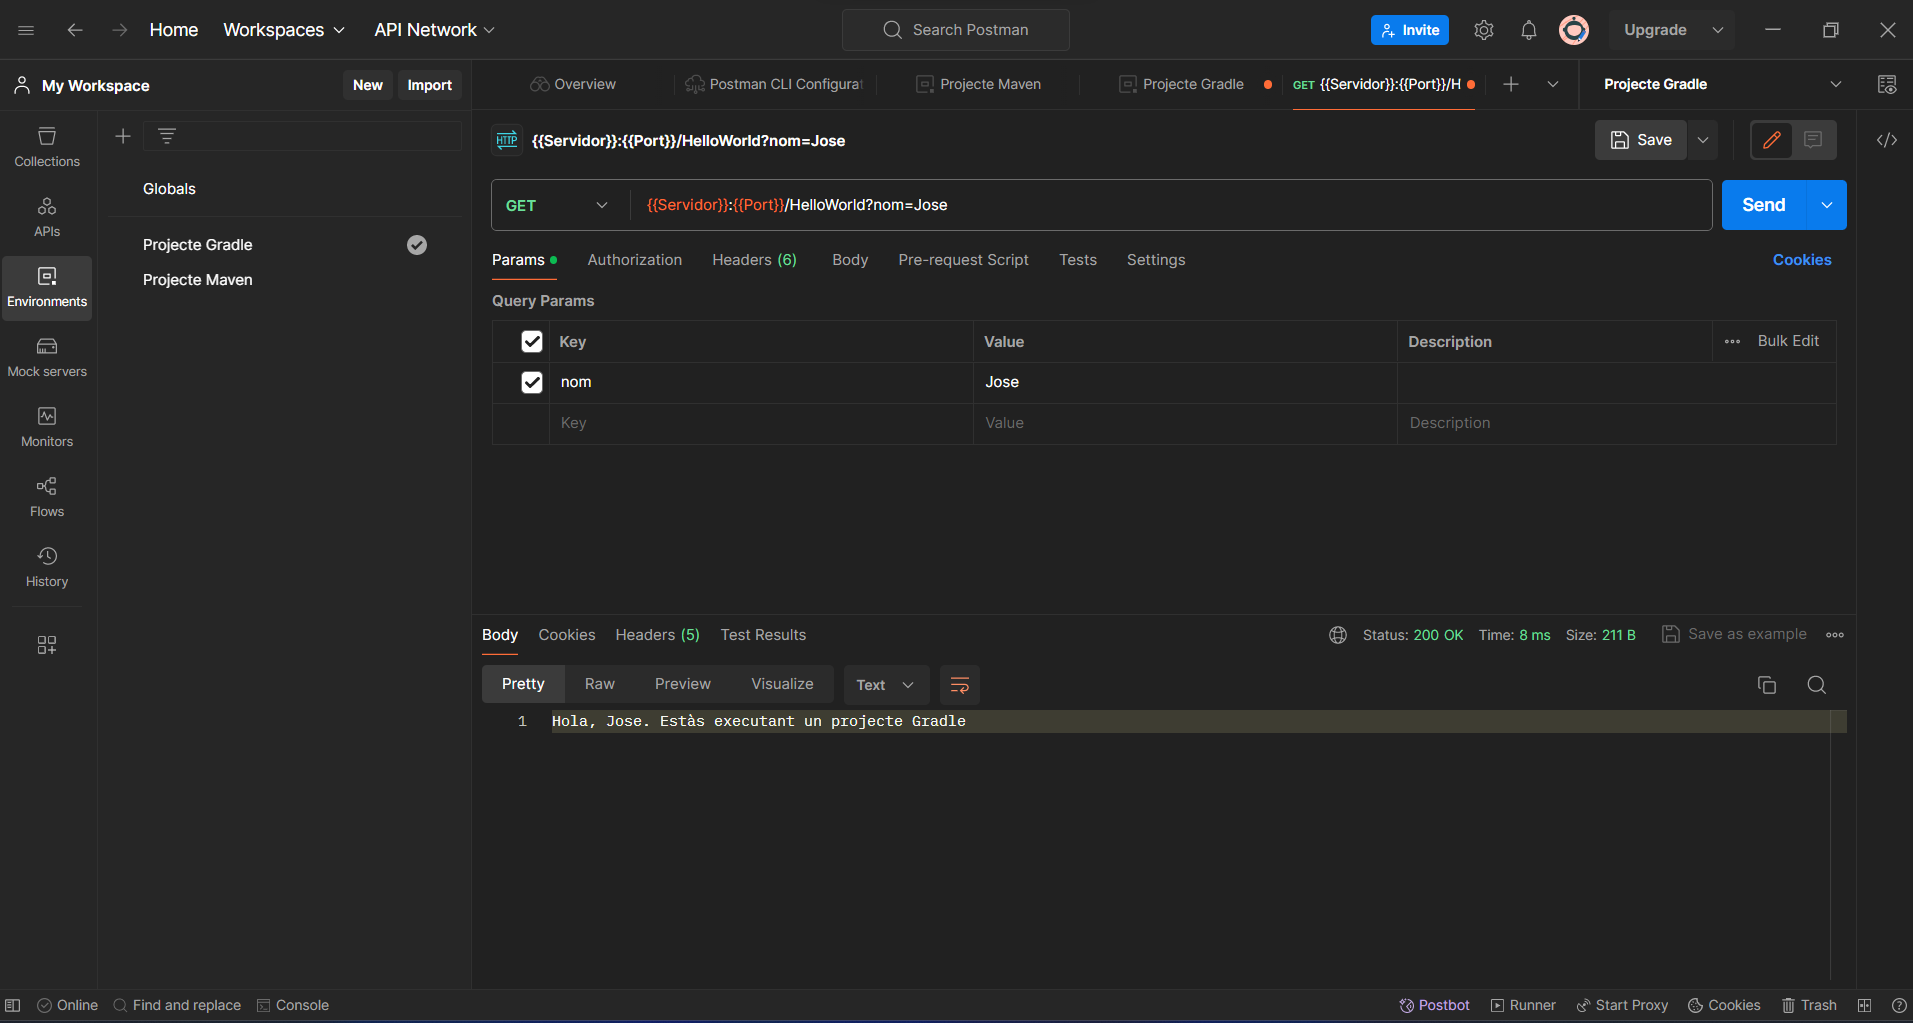 Home Workspaces API Network Search Postman Invite Upgrade
My Workspace New Import Overview Postman CLI Configurat Projecte Maven Projecte Gradle GET {{Servidor}}:{{Port}}/H Projecte Gradle
HTTP {{Servidor}}:{{Port}}/HelloWorld?nom=Jose Save
Collections
Globals
GET {{Servidor}}:{{Port}}/HelloWorld?nom=Jose Send
APIs
Projecte Gradle
Projecte Maven
Environments
Mock servers
Monitors
Flows
History
Params Authorization Headers (6) Body Pre-request Script Tests Settings Cookies
Query Params
Key Value Description Bulk Edit
nom Jose
Key Value Description
Body Cookies Headers (5) Test Results Status: 200 OK Time: 8 ms Size: 211 B Save as example
Pretty Raw Preview Visualize Text
1 Hola, Jose. Estàs executant un projecte Gradle
Online Find and replace Console Postbot Runner Start Proxy Cookies Trash